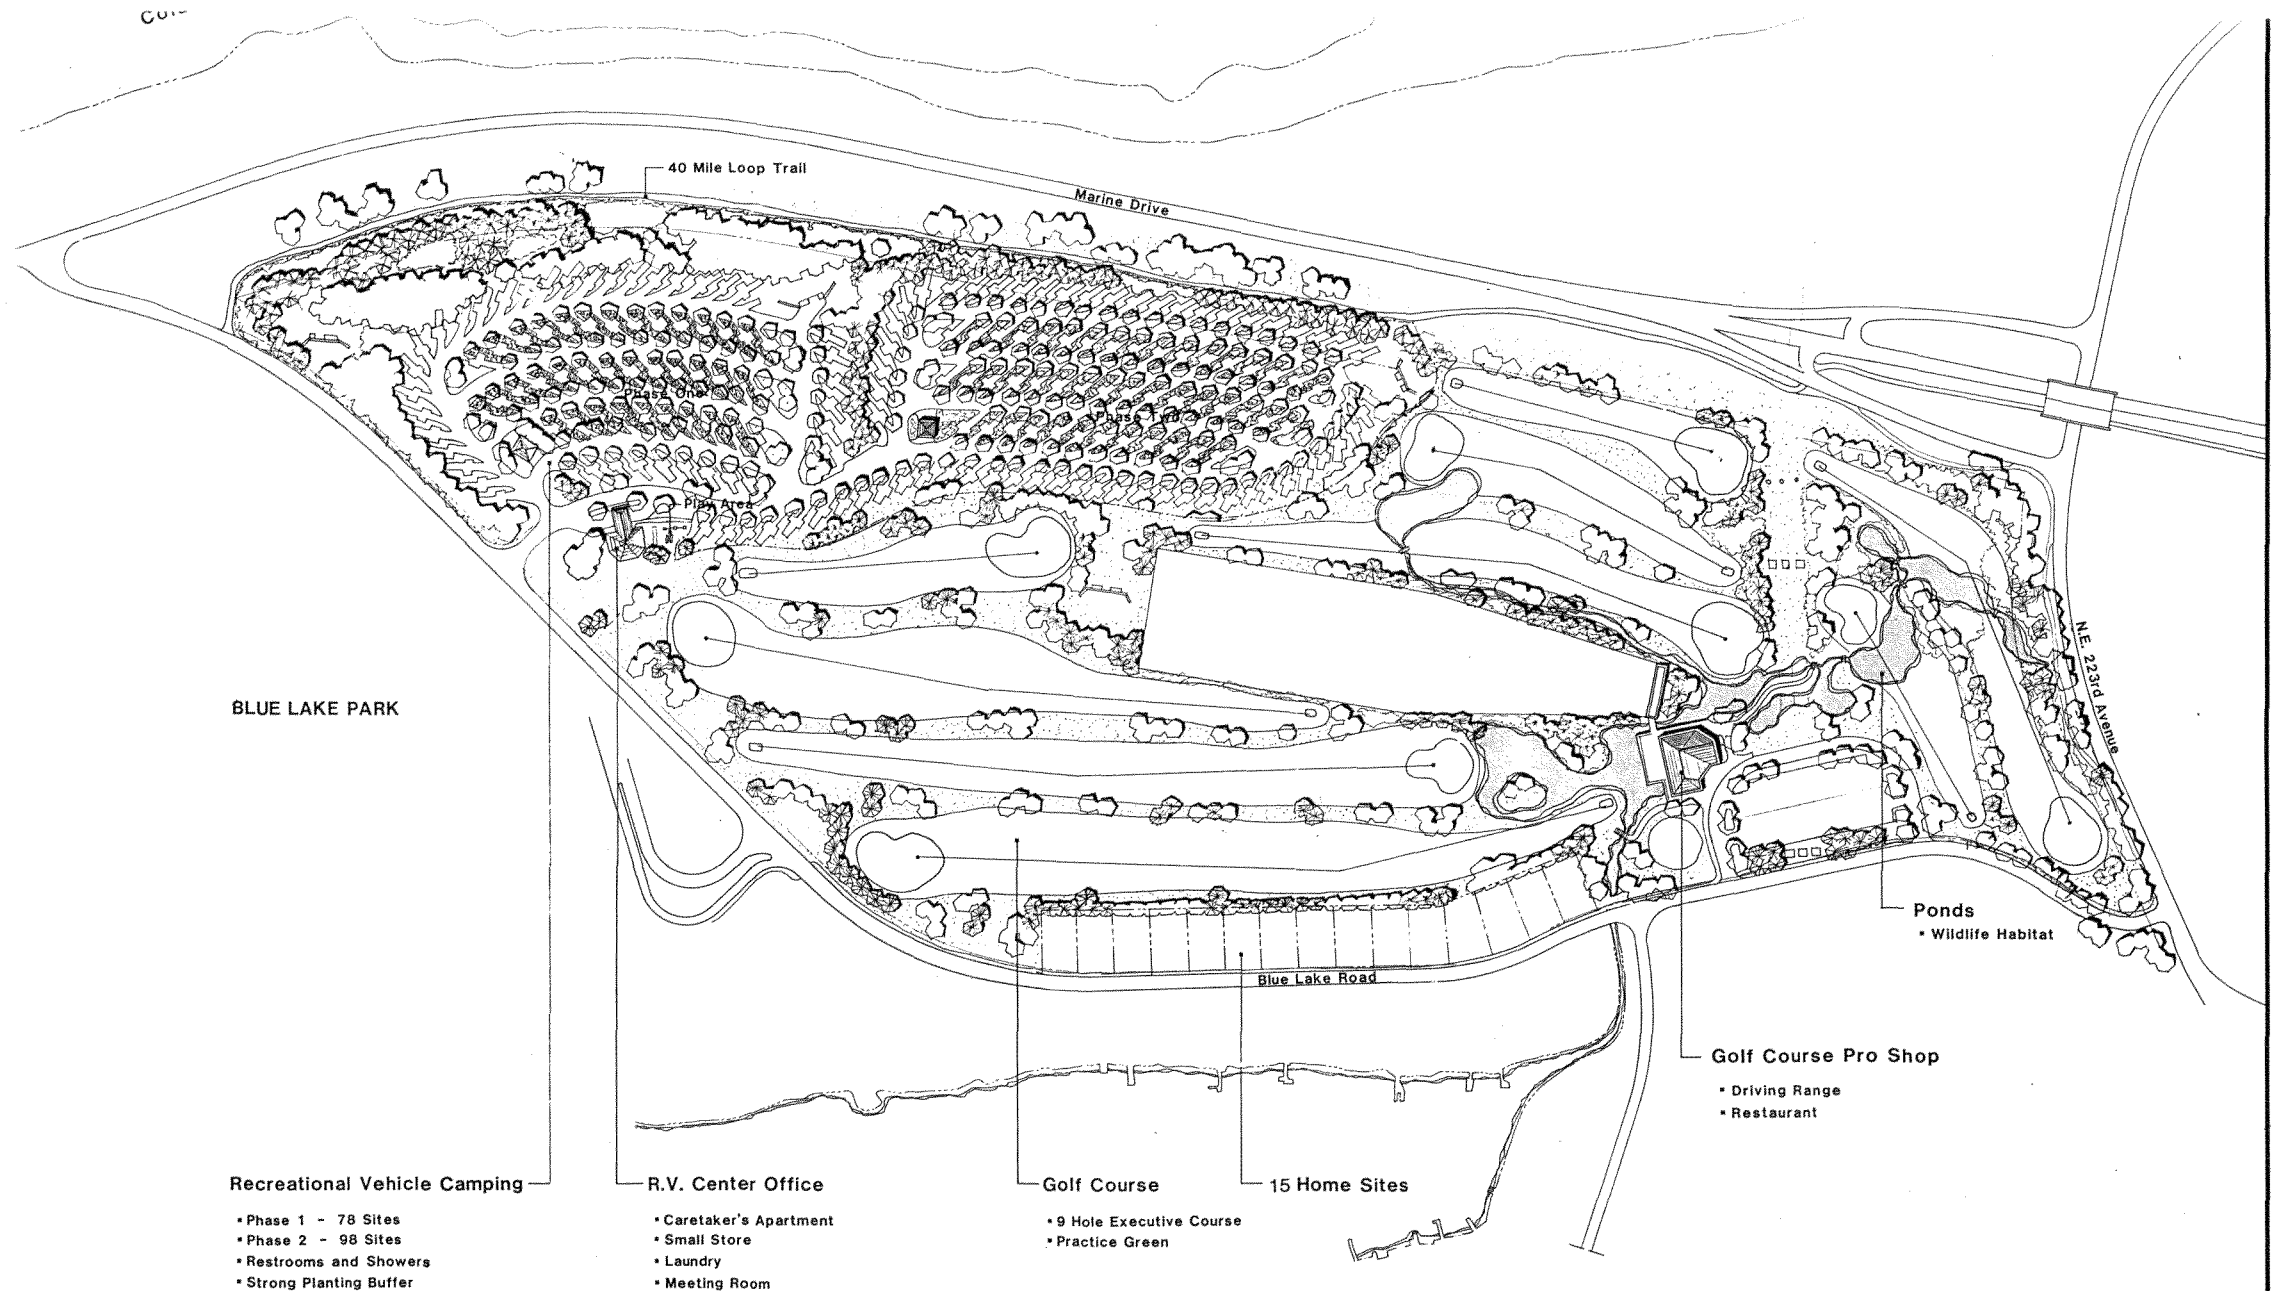 40 Mile Loop Trail
Marine Drive
Phase One
Phase Two
Play Area
N.E. 223rd Avenue
BLUE LAKE PARK
Ponds
▪ Wildlife Habitat
Blue Lake Road
Golf Course Pro Shop
▪ Driving Range
▪ Restaurant
Recreational Vehicle Camping
▪ Phase 1 - 78 Sites
▪ Phase 2 - 98 Sites
▪ Restrooms and Showers
▪ Strong Planting Buffer
R.V. Center Office
▪ Caretaker's Apartment
▪ Small Store
▪ Laundry
▪ Meeting Room
Golf Course
▪ 9 Hole Executive Course
▪ Practice Green
15 Home Sites